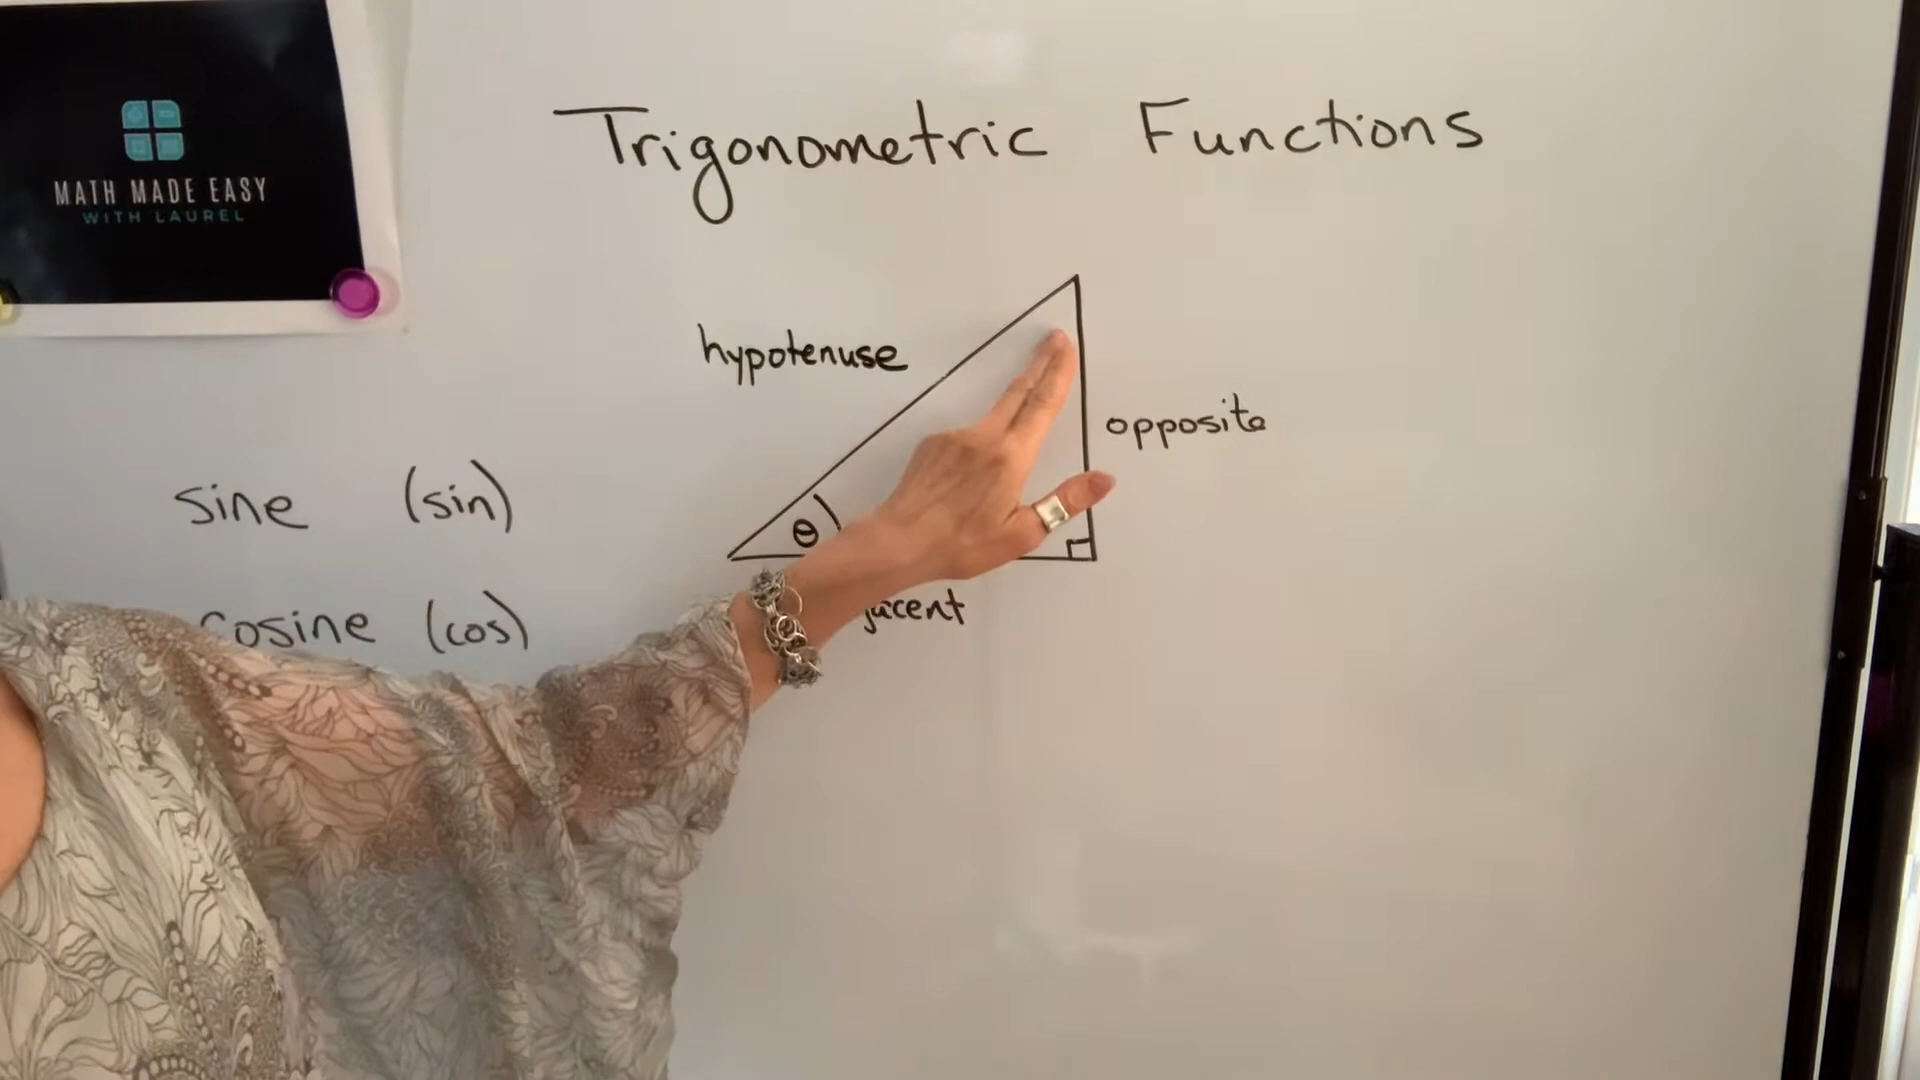 MATH MADE EASY
WITH LAUREL
Trigonometric Functions
hypotenuse
opposite
sine (sin)
θ
cosine (cos)